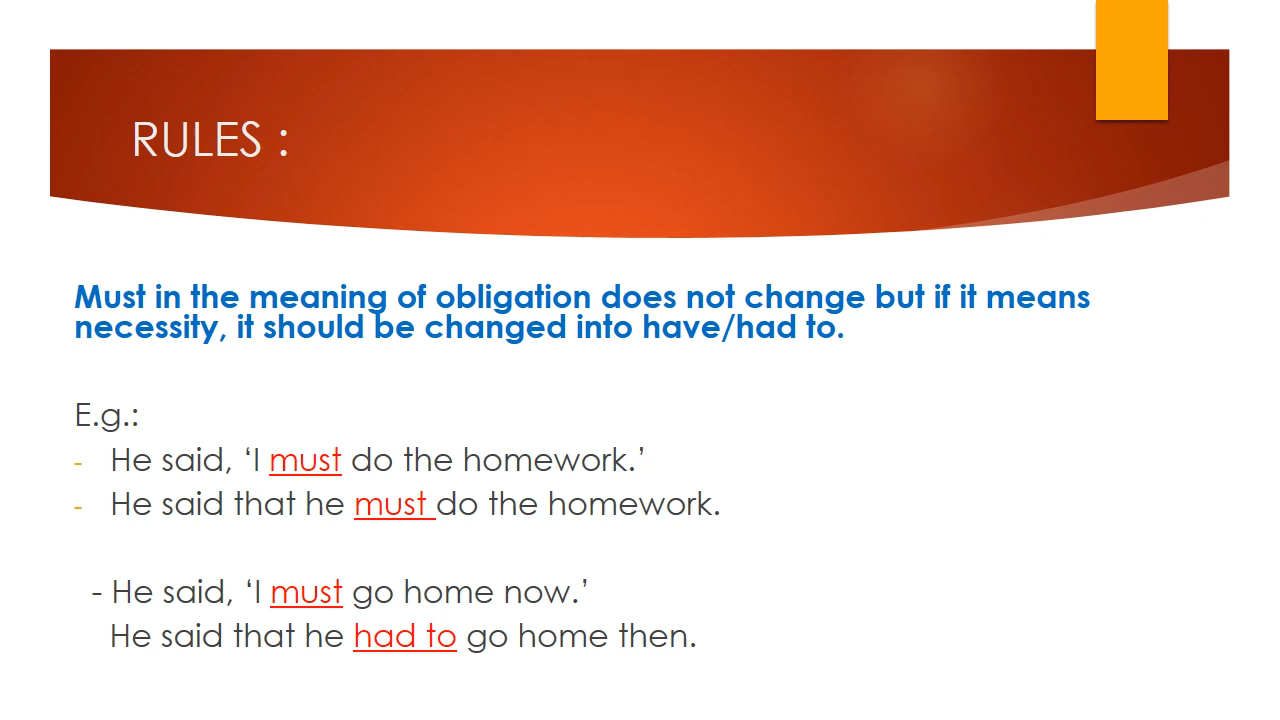 RULES :
Must in the meaning of obligation does not change but if it means
necessity, it should be changed into have/had to.
E.g.:
- He said, ‘I must do the homework.’
- He said that he must do the homework.
- He said, ‘I must go home now.’
He said that he had to go home then.